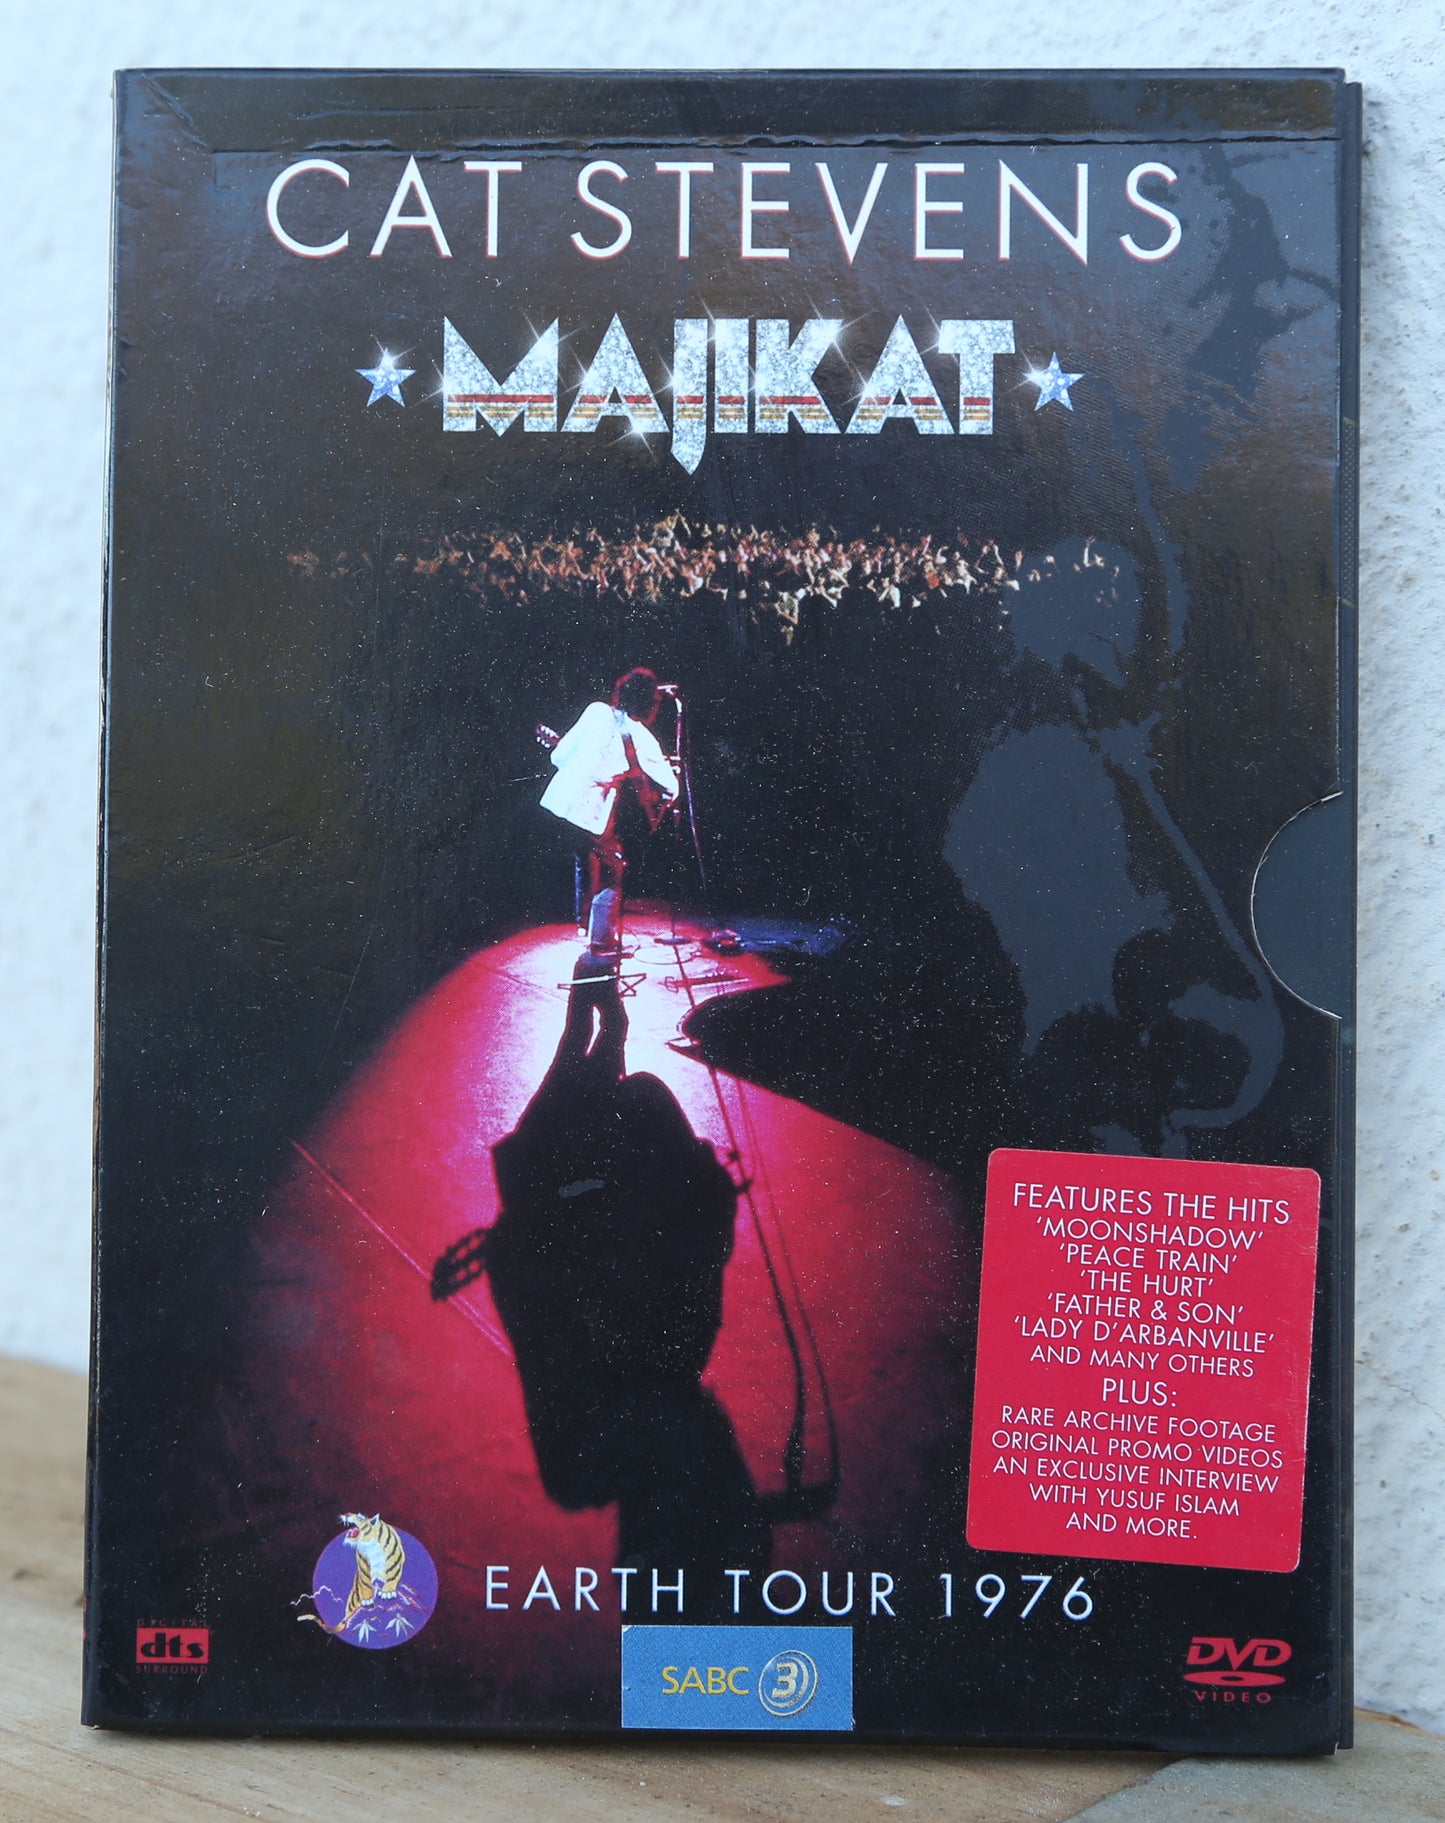 CAT STEVENS
MAJIKAT
FEATURES THE HITS
'MOONSHADOW'
'PEACE TRAIN'
'THE HURT'
'FATHER & SON'
'LADY D'ARBANVILLE'
AND MANY OTHERS
PLUS:
RARE ARCHIVE FOOTAGE
ORIGINAL PROMO VIDEOS
AN EXCLUSIVE INTERVIEW
WITH YUSUF ISLAM
AND MORE.
EARTH TOUR 1976
DIGITAL
dts
SURROUND
SABC 3
DVD
VIDEO